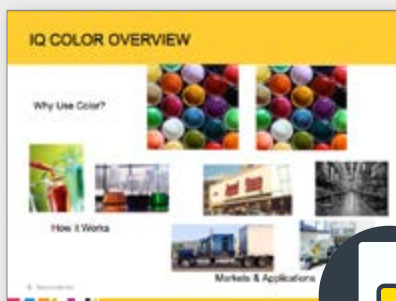 IQ COLOR OVERVIEW
Why Use Color?
How it Works
Markets & Applications